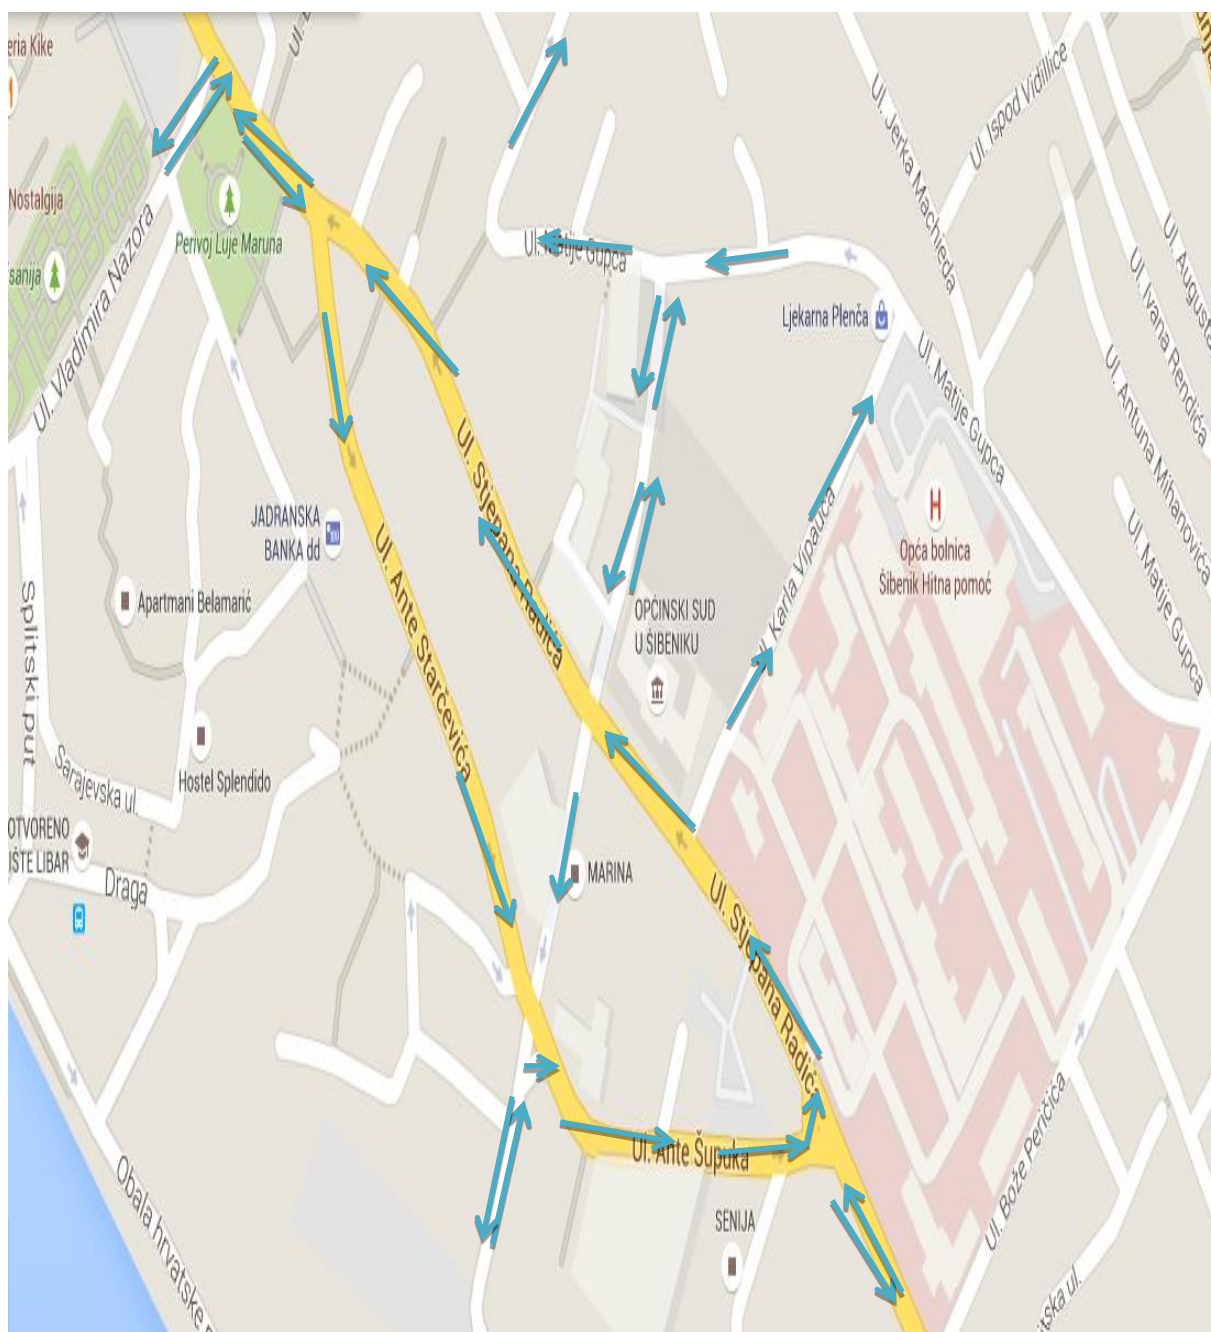 eria Kike
Nostalgija
sanija
Perivoj Luje Maruna
Ul. Vladimira Nazora
Ul. Matije Gupca
Ul. Jerka Machieda
Ul. Ispod Vidilice
Ul. Augusta
Ul. Ivana Rendića
Ul. Antuna Mihanovića
Ljekarna Plenča
Ul. Matije Gupca
Ul. Matije Gupca
H
Opća bolnica
Šibenik Hitna pomoć
Ul. Stjepana Radića
Ul. Karla Vipauca
JADRANSKA
BANKA dd
Ul. Ante Starčevića
Apartmani Belamarić
OPĆINSKI SUD
U ŠIBENIKU
Splitski put
Sarajevska ul.
Hostel Splendido
OTVORENO
IŠTE LIBAR
Draga
MARINA
Ul. Stjepana Radića
Ul. Ante Šupuka
SENIJA
Ul. Bože Peričića
Obala hrvatske
tska ul.